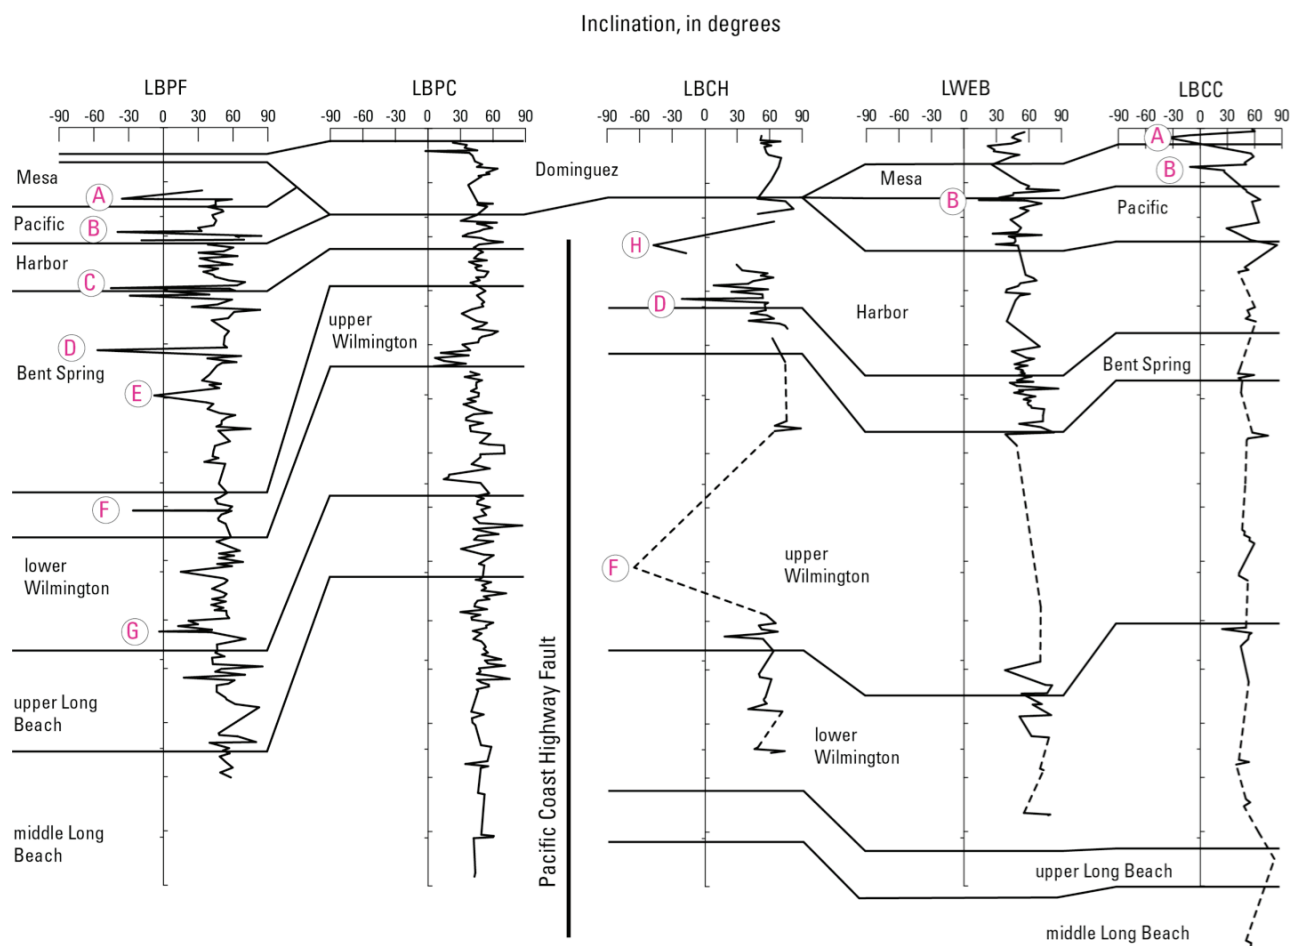 Inclination, in degrees
LBPF
LBPC
LBCH
LWEB
LBCC
-90 -60 -30 0 30 60 90
-90 -60 -30 0 30 60 90
-90 -60 -30 0 30 60 90
-90 -60 -30 0 30 60 90
-90 -60 -30 0 30 60 90
Mesa
A
Pacific
B
Harbor
C
D
Bent Spring
E
F
lower
Wilmington
G
upper Long
Beach
middle Long
Beach
upper
Wilmington
Dominguez
Pacific Coast Highway Fault
H
D
F
Mesa
B
Harbor
upper
Wilmington
lower
Wilmington
A
B
Pacific
Bent Spring
upper Long Beach
middle Long Beach